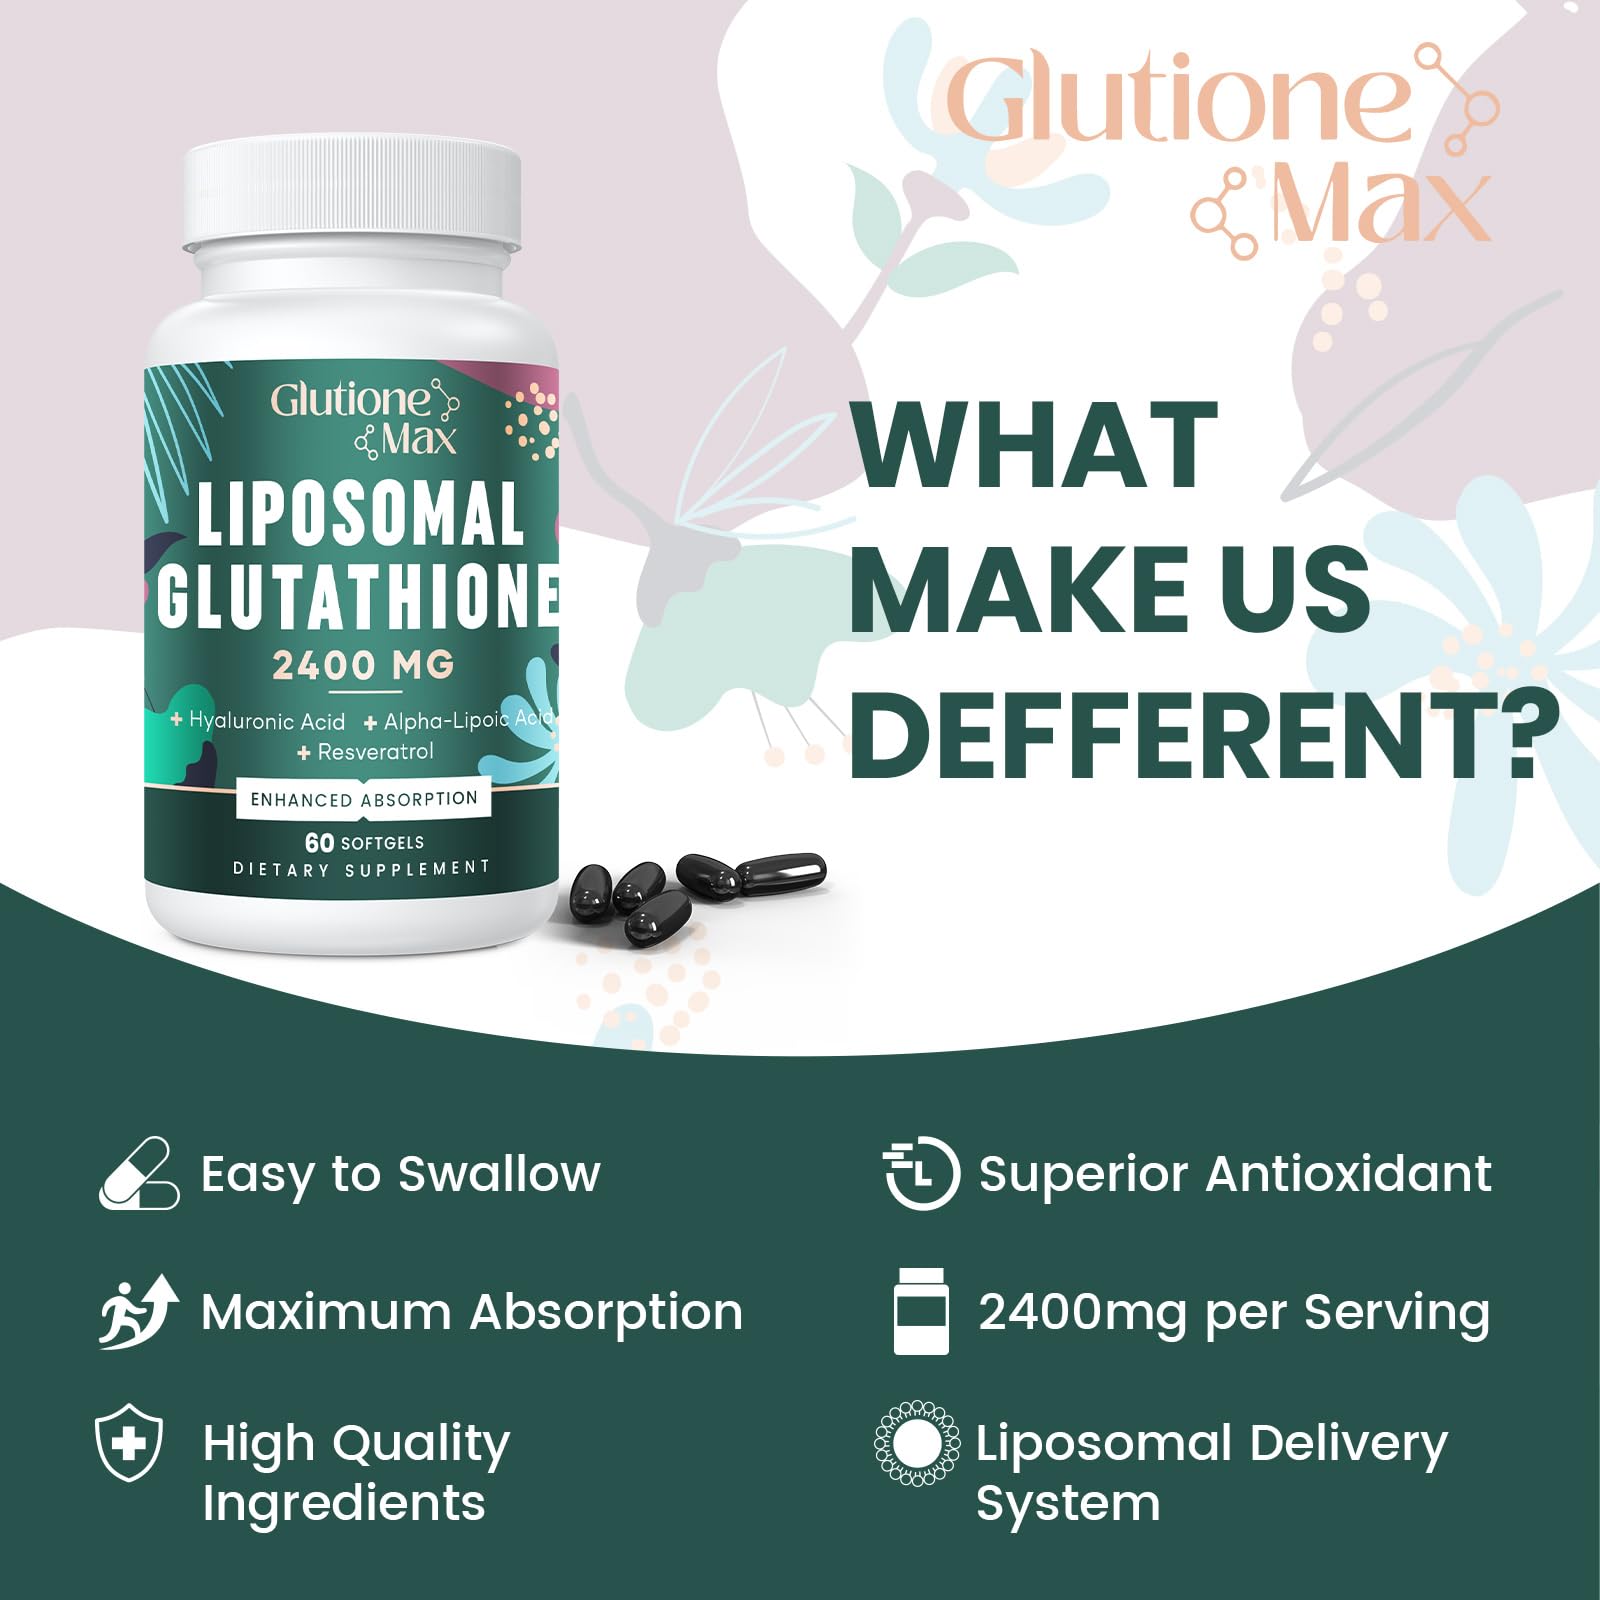 Glutione
Max
WHAT
MAKE US
DEFFERENT?
Glutione
Max
LIPOSOMAL
GLUTATHIONE
2400 MG
+ Hyaluronic Acid + Alpha-Lipoic Acid
+ Resveratrol
ENHANCED ABSORPTION
60 SOFTGELS
DIETARY SUPPLEMENT
Easy to Swallow
Superior Antioxidant
Maximum Absorption
2400mg per Serving
High Quality
Ingredients
Liposomal Delivery
System